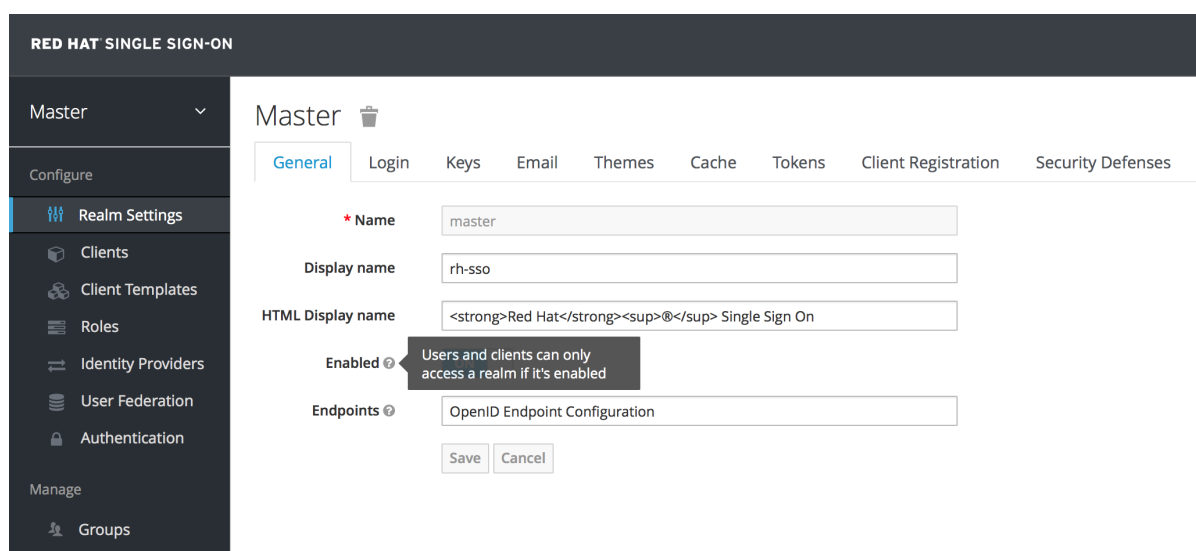 RED HAT® SINGLE SIGN-ON
Master
Configure
Realm Settings
Clients
Client Templates
Roles
Identity Providers
User Federation
Authentication
Manage
Groups
Master
General Login Keys Email Themes Cache Tokens Client Registration Security Defenses
* Name master
Display name rh-sso
HTML Display name <strong>Red Hat</strong><sup>®</sup> Single Sign On
Enabled ? Users and clients can only
access a realm if it's enabled
Endpoints ? OpenID Endpoint Configuration
Save Cancel